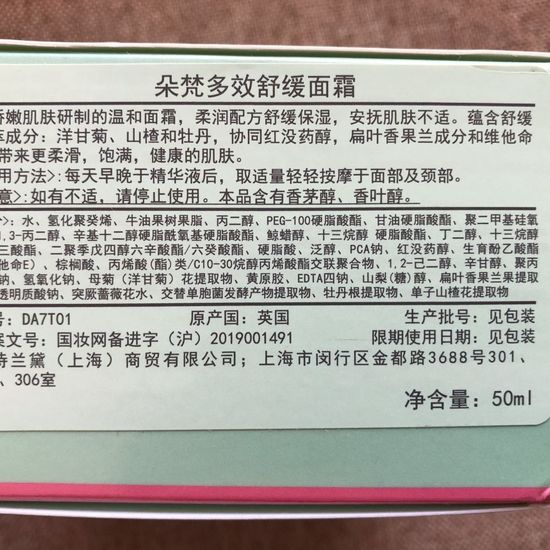 朵梵多效舒缓面霜
娇嫩肌肤研制的温和面霜，柔润配方舒缓保湿，安抚肌肤不适。蕴含舒缓
成分：洋甘菊、山楂和牡丹，协同红没药醇，扁叶香果兰成分和维他命
带来更柔滑，饱满，健康的肌肤。
用方法>:每天早晚于精华液后，取适量轻轻按摩于面部及颈部。
意>:如有不适，请停止使用。本品含有香茅醇、香叶醇。
>：水、氢化聚癸烯、牛油果树果脂、丙二醇、PEG-100硬脂酸酯、甘油硬脂酸酯、聚二甲基硅氧
1,3-丙二醇、辛基十二醇硬脂酰氧基硬脂酸酯、鲸蜡醇、十三烷醇 硬脂酸酯、丁二醇、十三烷醇
三酸酯、二聚季戊四醇六辛酸酯/六癸酸酯、硬脂酸、泛醇、PCA钠、红没药醇、生育酚乙酸酯
他命E）、棕榈酸、丙烯酸(酯)类/C10-30烷醇丙烯酸酯交联聚合物、1,2-己二醇、辛甘醇、聚丙
钠、氢氧化钠、母菊（洋甘菊）花提取物、黄原胶、EDTA四钠、山梨(糖)醇、扁叶香果兰果提取
透明质酸钠、突厥蔷薇花水、交替单胞菌发酵产物提取物、牡丹根提取物、单子山楂花提取物
号：DA7T01 原产国：英国 生产批号：见包装
案文号：国妆网备进字（沪）2019001491 限期使用日期：见包装
诗兰黛（上海）商贸有限公司；上海市闵行区金都路3688号301、
、306室
净含量：50ml